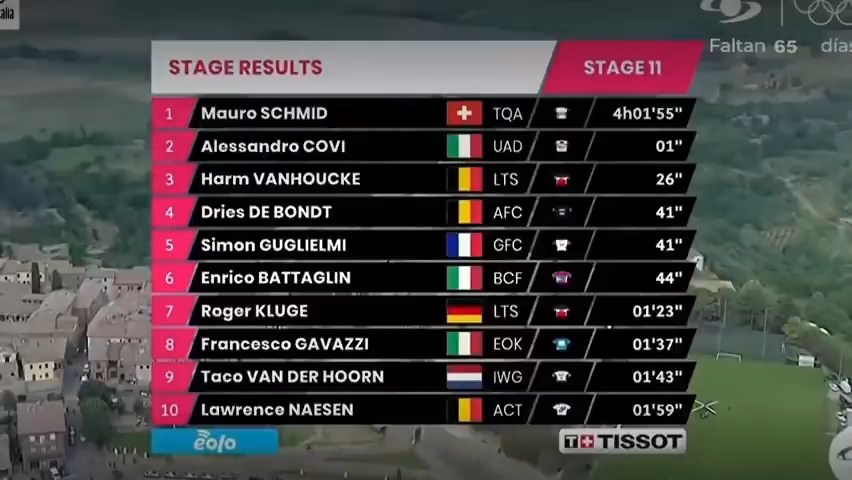 alia
Faltan 65 días
STAGE RESULTS STAGE 11
1 Mauro SCHMID TQA 4h01'55"
2 Alessandro COVI UAD 01"
3 Harm VANHOUCKE LTS 26"
4 Dries DE BONDT AFC 41"
5 Simon GUGLIELMI GFC 41"
6 Enrico BATTAGLIN BCF 44"
7 Roger KLUGE LTS 01'23"
8 Francesco GAVAZZI EOK 01'37"
9 Taco VAN DER HOORN IWG 01'43"
10 Lawrence NAESEN ACT 01'59"
eolo T+TISSOT